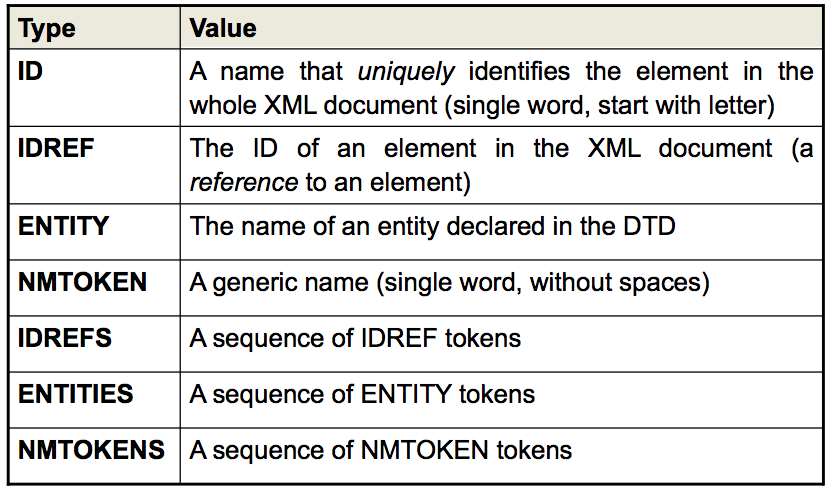 Type Value
ID A name that uniquely identifies the element in the
whole XML document (single word, start with letter)
IDREF The ID of an element in the XML document (a
reference to an element)
ENTITY The name of an entity declared in the DTD
NMTOKEN A generic name (single word, without spaces)
IDREFS A sequence of IDREF tokens
ENTITIES A sequence of ENTITY tokens
NMTOKENS A sequence of NMTOKEN tokens